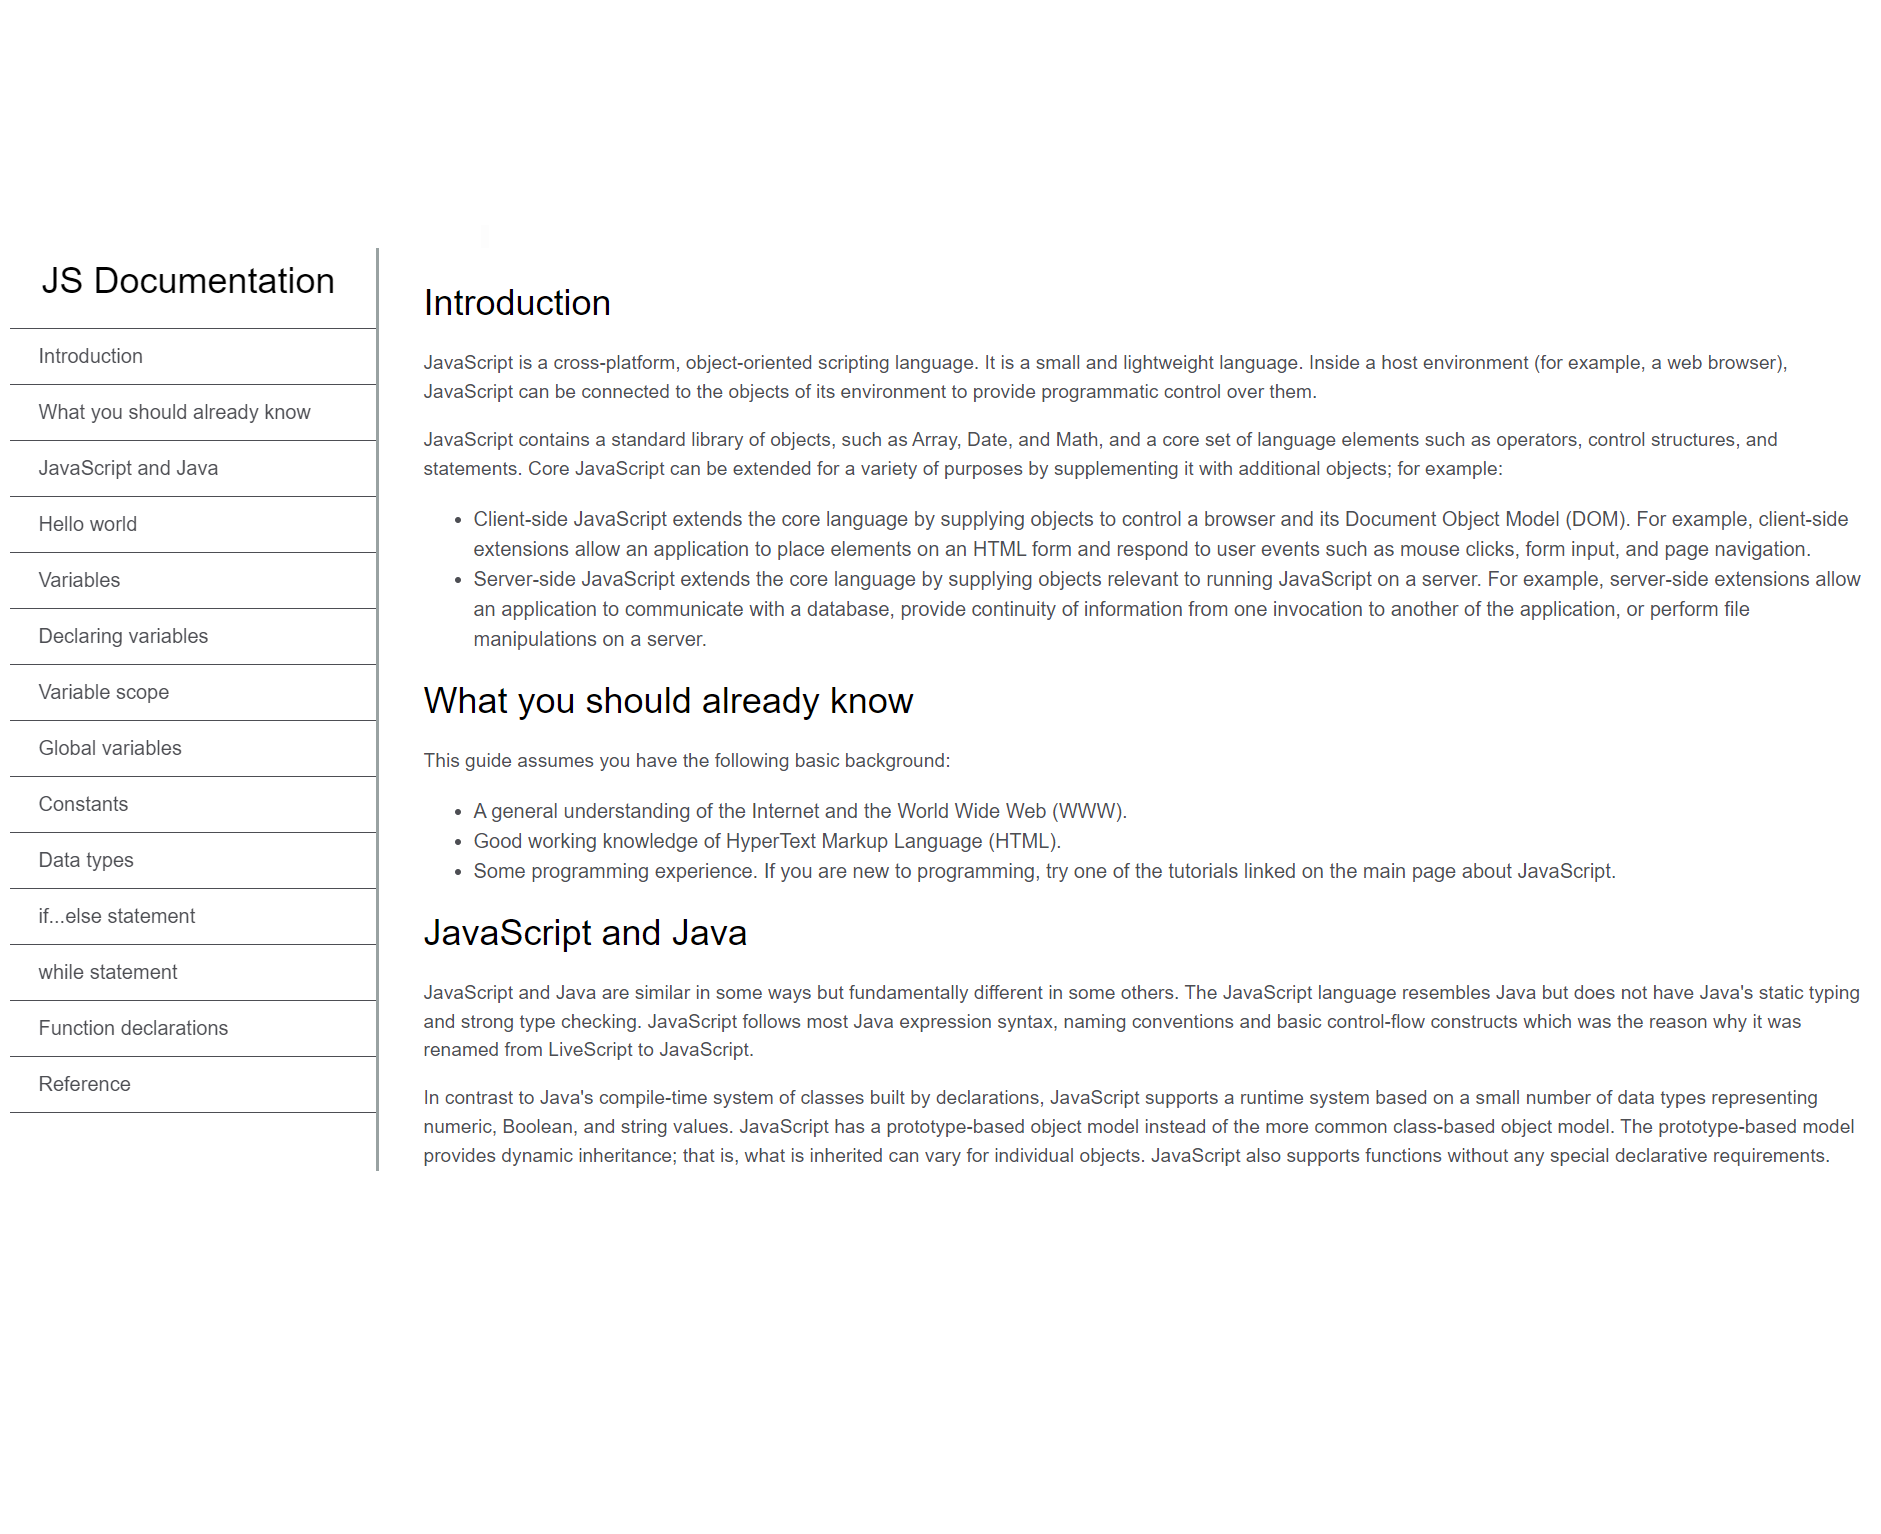 JS Documentation
Introduction
What you should already know
JavaScript and Java
Hello world
Variables
Declaring variables
Variable scope
Global variables
Constants
Data types
if...else statement
while statement
Function declarations
Reference
Introduction
JavaScript is a cross-platform, object-oriented scripting language. It is a small and lightweight language. Inside a host environment (for example, a web browser),
JavaScript can be connected to the objects of its environment to provide programmatic control over them.
JavaScript contains a standard library of objects, such as Array, Date, and Math, and a core set of language elements such as operators, control structures, and
statements. Core JavaScript can be extended for a variety of purposes by supplementing it with additional objects; for example:
• Client-side JavaScript extends the core language by supplying objects to control a browser and its Document Object Model (DOM). For example, client-side
extensions allow an application to place elements on an HTML form and respond to user events such as mouse clicks, form input, and page navigation.
• Server-side JavaScript extends the core language by supplying objects relevant to running JavaScript on a server. For example, server-side extensions allow
an application to communicate with a database, provide continuity of information from one invocation to another of the application, or perform file
manipulations on a server.
What you should already know
This guide assumes you have the following basic background:
• A general understanding of the Internet and the World Wide Web (WWW).
• Good working knowledge of HyperText Markup Language (HTML).
• Some programming experience. If you are new to programming, try one of the tutorials linked on the main page about JavaScript.
JavaScript and Java
JavaScript and Java are similar in some ways but fundamentally different in some others. The JavaScript language resembles Java but does not have Java's static typing
and strong type checking. JavaScript follows most Java expression syntax, naming conventions and basic control-flow constructs which was the reason why it was
renamed from LiveScript to JavaScript.
In contrast to Java's compile-time system of classes built by declarations, JavaScript supports a runtime system based on a small number of data types representing
numeric, Boolean, and string values. JavaScript has a prototype-based object model instead of the more common class-based object model. The prototype-based model
provides dynamic inheritance; that is, what is inherited can vary for individual objects. JavaScript also supports functions without any special declarative requirements.